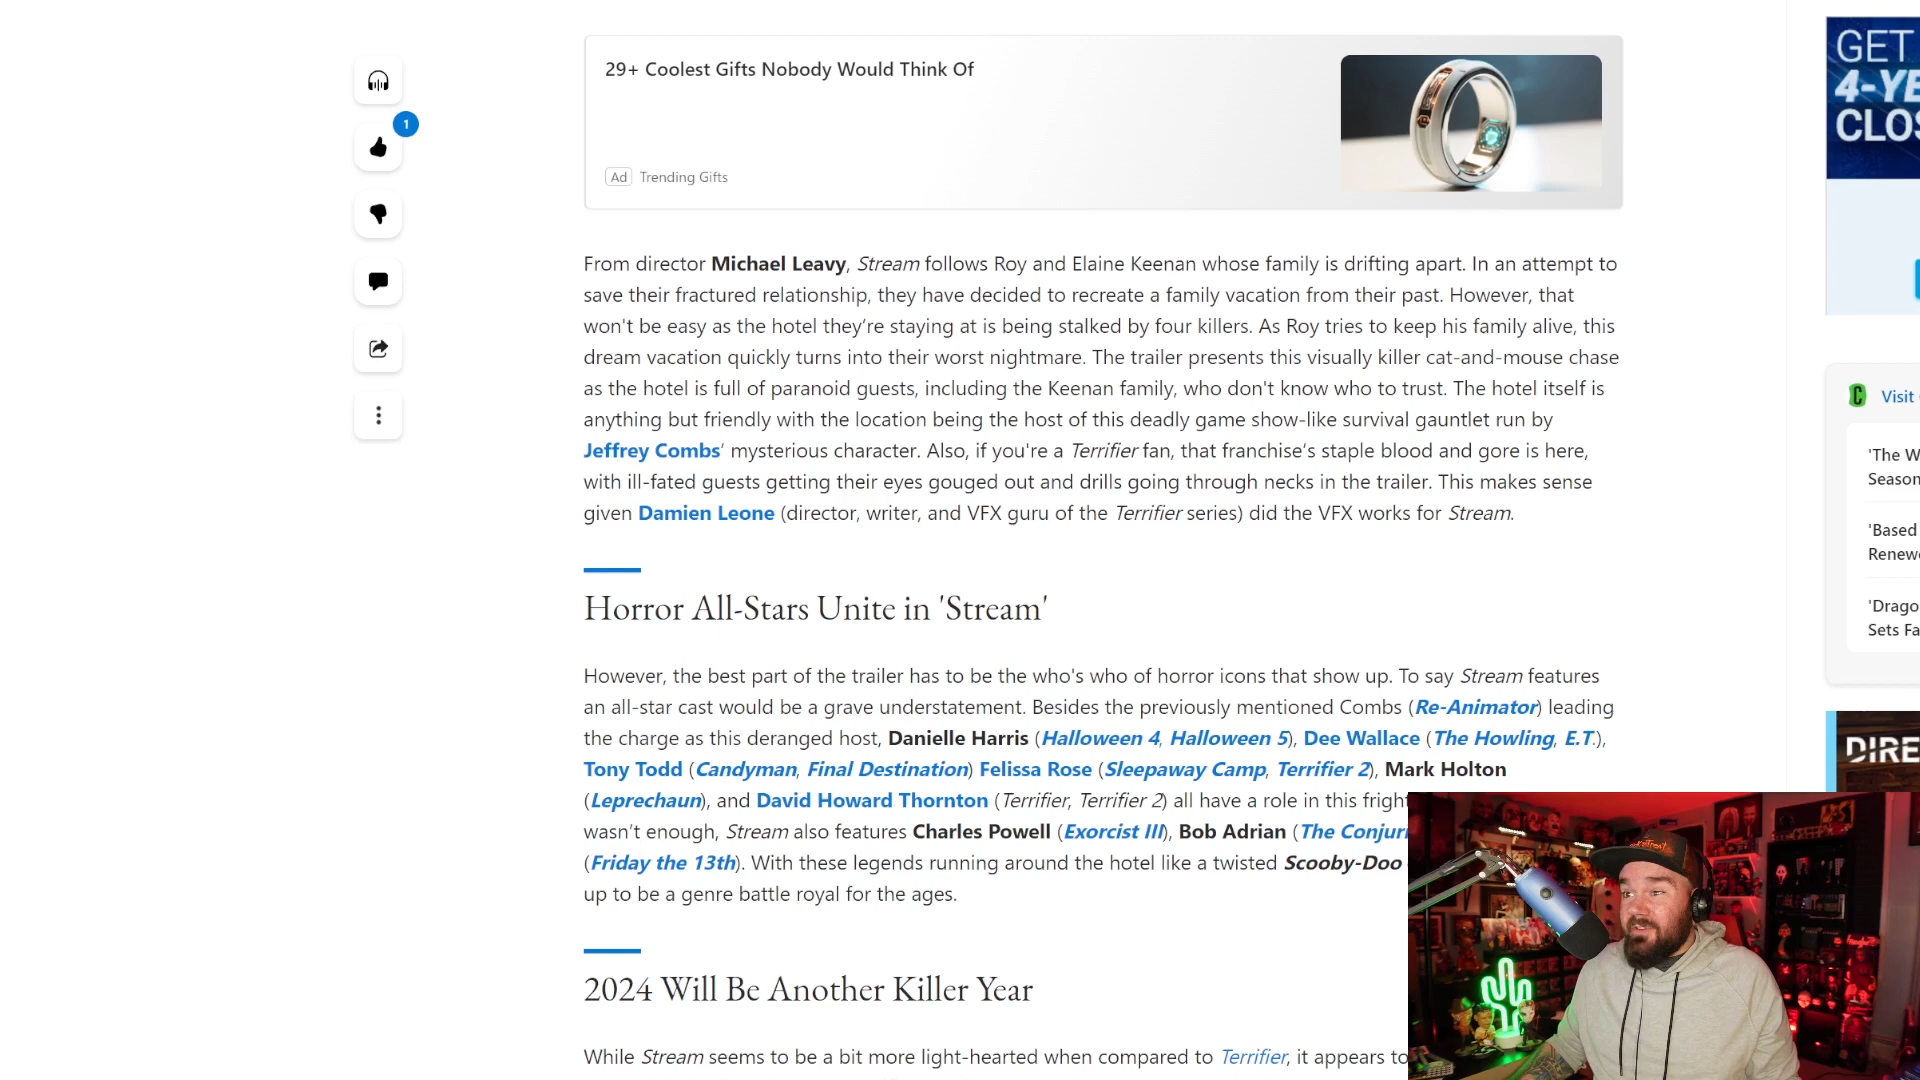 29+ Coolest Gifts Nobody Would Think Of
Ad Trending Gifts
1
From director Michael Leavy, Stream follows Roy and Elaine Keenan whose family is drifting apart. In an attempt to
save their fractured relationship, they have decided to recreate a family vacation from their past. However, that
won't be easy as the hotel they’re staying at is being stalked by four killers. As Roy tries to keep his family alive, this
dream vacation quickly turns into their worst nightmare. The trailer presents this visually killer cat-and-mouse chase
as the hotel is full of paranoid guests, including the Keenan family, who don't know who to trust. The hotel itself is
anything but friendly with the location being the host of this deadly game show-like survival gauntlet run by
Jeffrey Combs’ mysterious character. Also, if you're a Terrifier fan, that franchise’s staple blood and gore is here,
with ill-fated guests getting their eyes gouged out and drills going through necks in the trailer. This makes sense
given Damien Leone (director, writer, and VFX guru of the Terrifier series) did the VFX works for Stream.
Horror All-Stars Unite in 'Stream'
However, the best part of the trailer has to be the who's who of horror icons that show up. To say Stream features
an all-star cast would be a grave understatement. Besides the previously mentioned Combs (Re-Animator) leading
the charge as this deranged host, Danielle Harris (Halloween 4, Halloween 5), Dee Wallace (The Howling, E.T.),
Tony Todd (Candyman, Final Destination) Felissa Rose (Sleepaway Camp, Terrifier 2), Mark Holton
(Leprechaun), and David Howard Thornton (Terrifier, Terrifier 2) all have a role in this fright
wasn’t enough, Stream also features Charles Powell (Exorcist III), Bob Adrian (The Conjuri
(Friday the 13th). With these legends running around the hotel like a twisted Scooby-Doo
up to be a genre battle royal for the ages.
2024 Will Be Another Killer Year
While Stream seems to be a bit more light-hearted when compared to Terrifier, it appears to
GET
4-YE
CLOS
Visit
'The W
Season
'Based
Renewe
'Drago
Sets Fa
DIRE